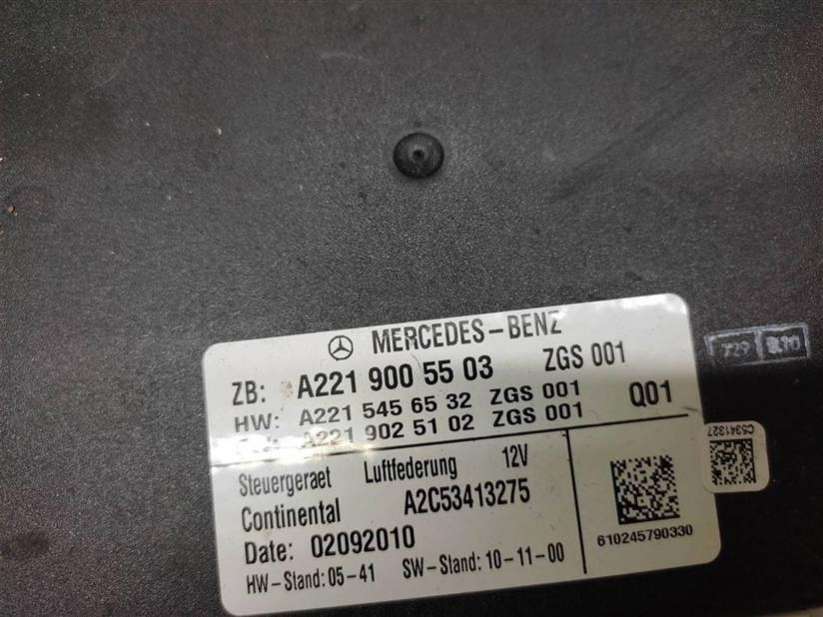 MERCEDES-BENZ
ZB: A221 900 55 03 ZGS 001
HW: A221 545 65 32 ZGS 001 Q01
A221 902 51 02 ZGS 001
Steuergeraet Luftfederung 12V
Continental A2C53413275
Date: 02092010
HW-Stand: 05-41 SW-Stand: 10-11-00
610245790330
C5341327